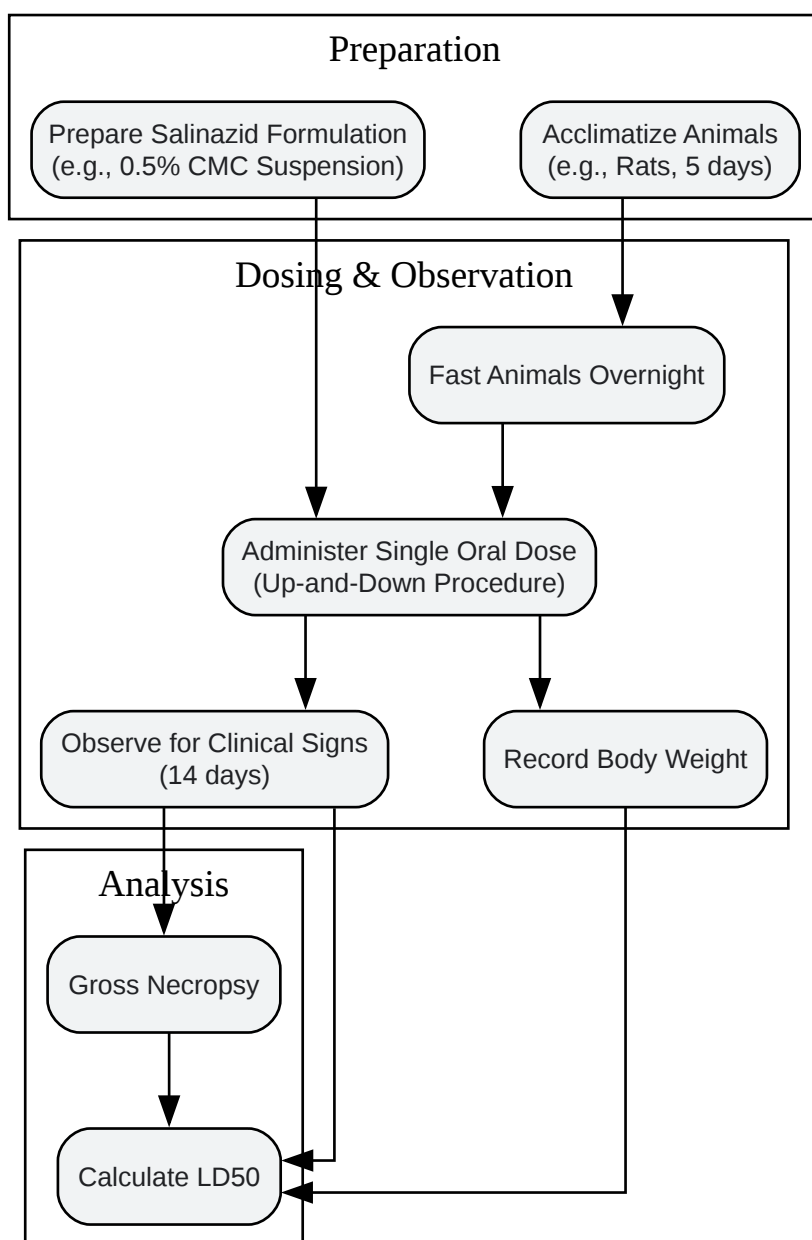 Preparation
Prepare Salinazid Formulation
(e.g., 0.5% CMC Suspension)
Acclimatize Animals
(e.g., Rats, 5 days)
Dosing & Observation
Fast Animals Overnight
Administer Single Oral Dose
(Up-and-Down Procedure)
Observe for Clinical Signs
(14 days)
Record Body Weight
Analysis
Gross Necropsy
Calculate LD50